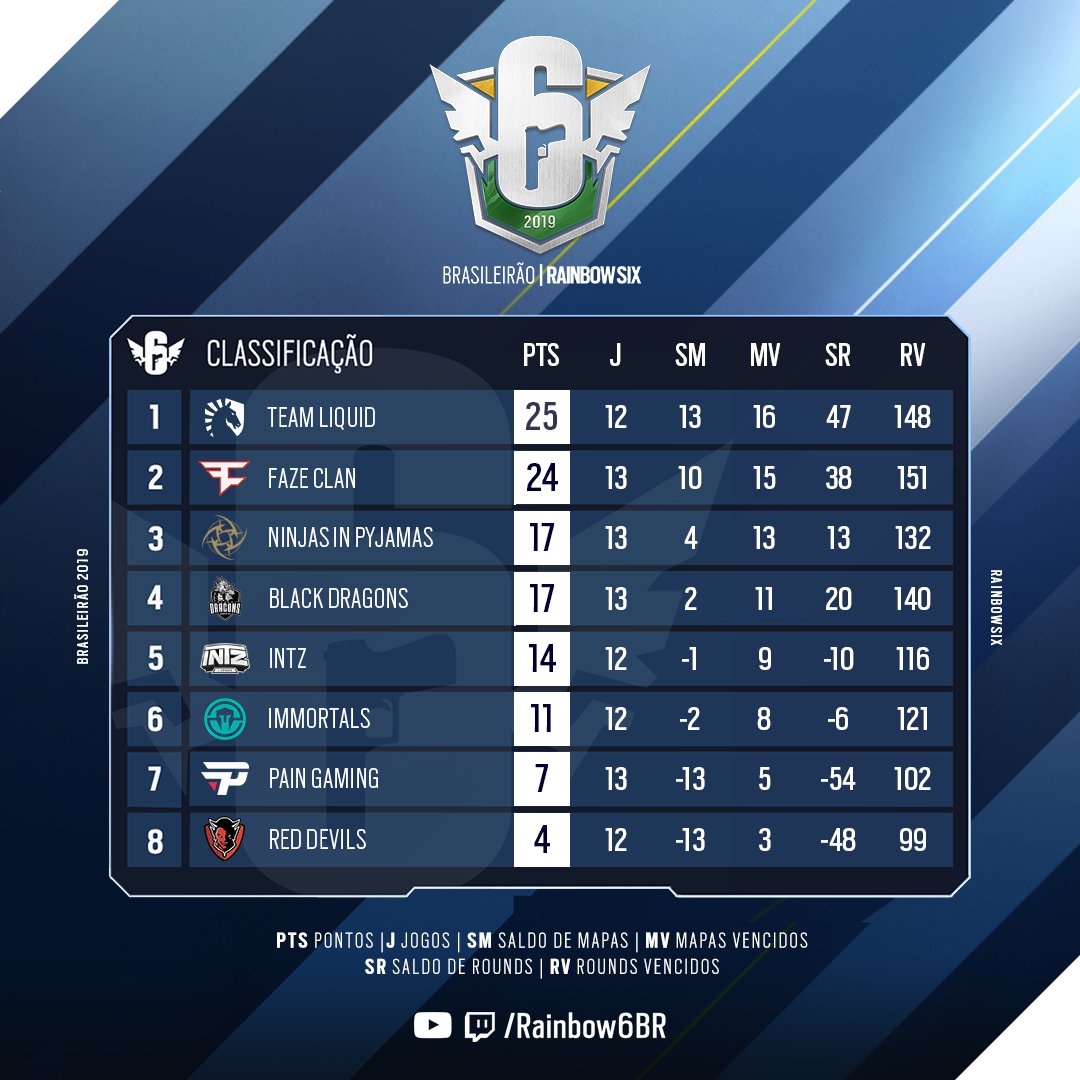 6
2019
BRASILEIRÃO | RAINBOW SIX
6 CLASSIFICAÇÃO PTS J SM MV SR RV
1 TEAM LIQUID 25 12 13 16 47 148
2 FAZE CLAN 24 13 10 15 38 151
3 NINJAS IN PYJAMAS 17 13 4 13 13 132
4 BLACK DRAGONS 17 13 2 11 20 140
5 INTZ INTZ 14 12 -1 9 -10 116
6 IMMORTALS 11 12 -2 8 -6 121
7 PAIN GAMING 7 13 -13 5 -54 102
8 RED DEVILS 4 12 -13 3 -48 99
BRASILEIRÃO 2019
RAINBOW SIX
DRAGONS
PTS PONTOS | J JOGOS | SM SALDO DE MAPAS | MV MAPAS VENCIDOS
SR SALDO DE ROUNDS | RV ROUNDS VENCIDOS
/Rainbow6BR